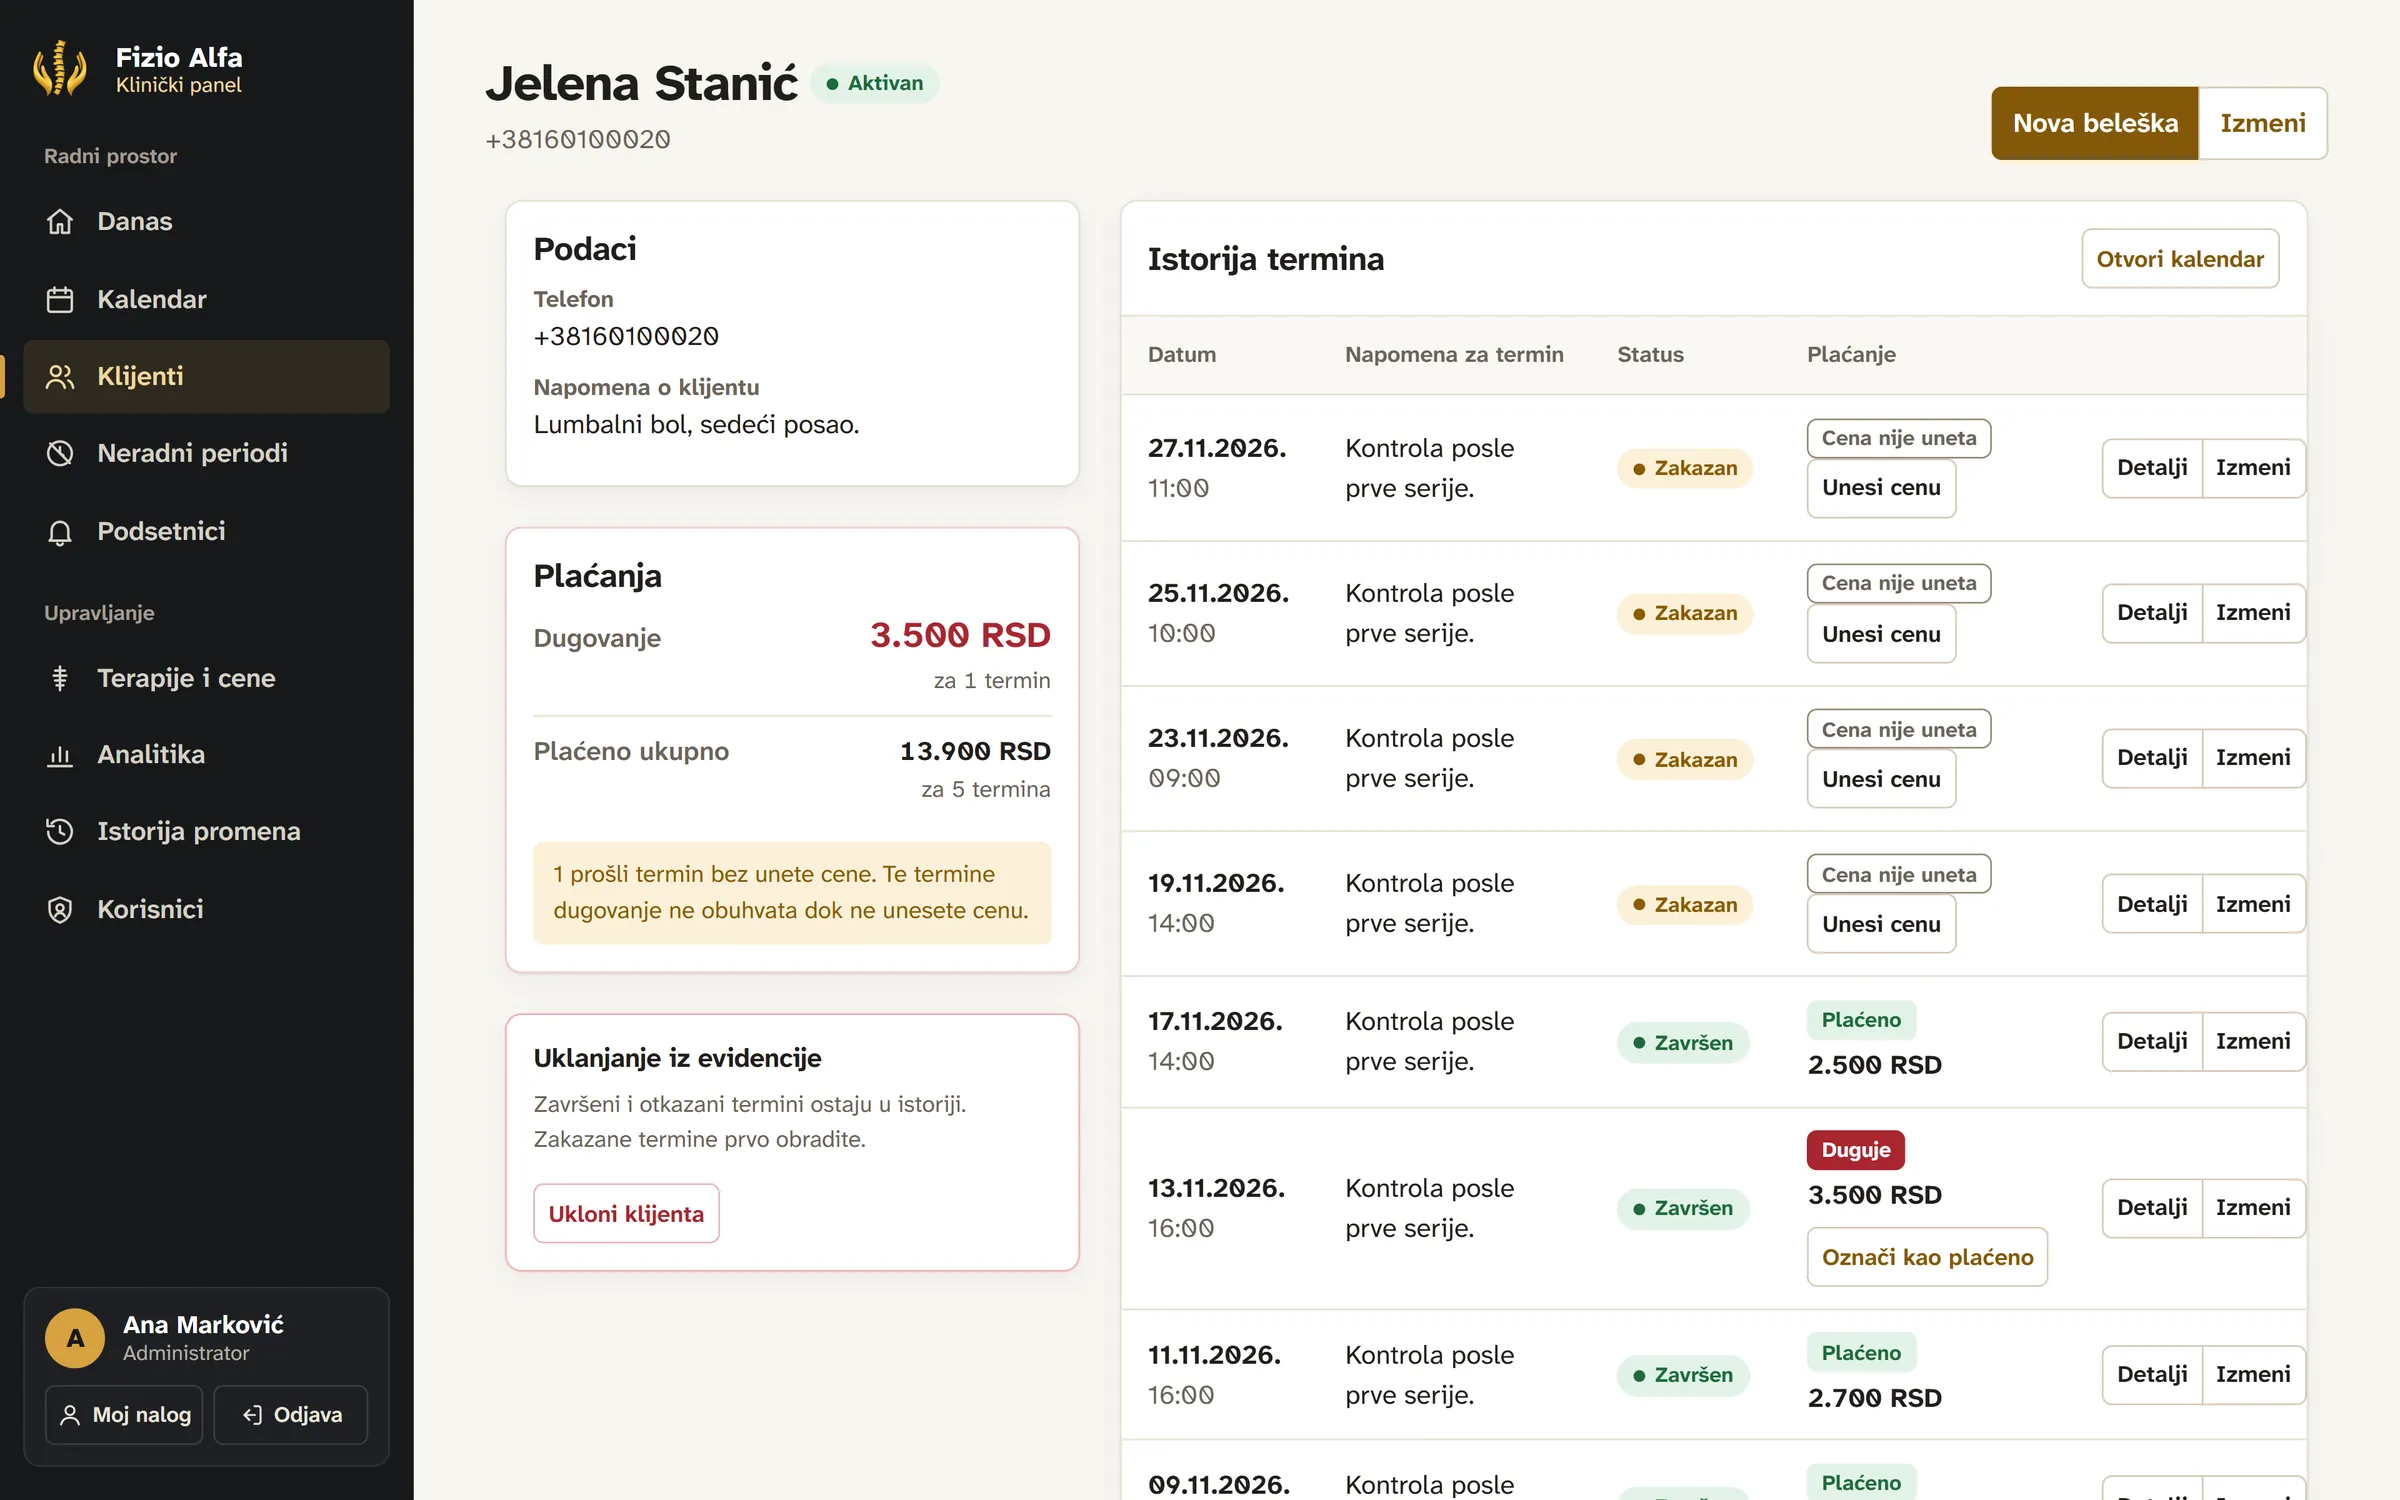 Fizio Alfa
Klinički panel
Radni prostor
Danas
Kalendar
Klijenti
Neradni periodi
Podsetnici
Upravljanje
Terapije i cene
Analitika
Istorija promena
Korisnici
A
Ana Marković
Administrator
Moj nalog
Odjava
Jelena Stanić
Aktivan
+38160100020
Nova beleška
Izmeni
Podaci
Telefon
+38160100020
Napomena o klijentu
Lumbalni bol, sedeći posao.
Plaćanja
Dugovanje
3.500 RSD
za 1 termin
Plaćeno ukupno
13.900 RSD
za 5 termina
1 prošli termin bez unete cene. Te termine
dugovanje ne obuhvata dok ne unesete cenu.
Uklanjanje iz evidencije
Završeni i otkazani termini ostaju u istoriji.
Zakazane termine prvo obradite.
Ukloni klijenta
Istorija termina
Otvori kalendar
Datum Napomena za termin Status Plaćanje
27.11.2026.
11:00
Kontrola posle
prve serije.
Zakazan
Cena nije uneta
Unesi cenu
Detalji Izmeni
25.11.2026.
10:00
Kontrola posle
prve serije.
Zakazan
Cena nije uneta
Unesi cenu
Detalji Izmeni
23.11.2026.
09:00
Kontrola posle
prve serije.
Zakazan
Cena nije uneta
Unesi cenu
Detalji Izmeni
19.11.2026.
14:00
Kontrola posle
prve serije.
Zakazan
Cena nije uneta
Unesi cenu
Detalji Izmeni
17.11.2026.
14:00
Kontrola posle
prve serije.
Završen
Plaćeno
2.500 RSD
Detalji Izmeni
13.11.2026.
16:00
Kontrola posle
prve serije.
Završen
Duguje
3.500 RSD
Označi kao plaćeno
Detalji Izmeni
11.11.2026.
16:00
Kontrola posle
prve serije.
Završen
Plaćeno
2.700 RSD
Detalji Izmeni
09.11.2026.
Kontrola posle
Plaćeno